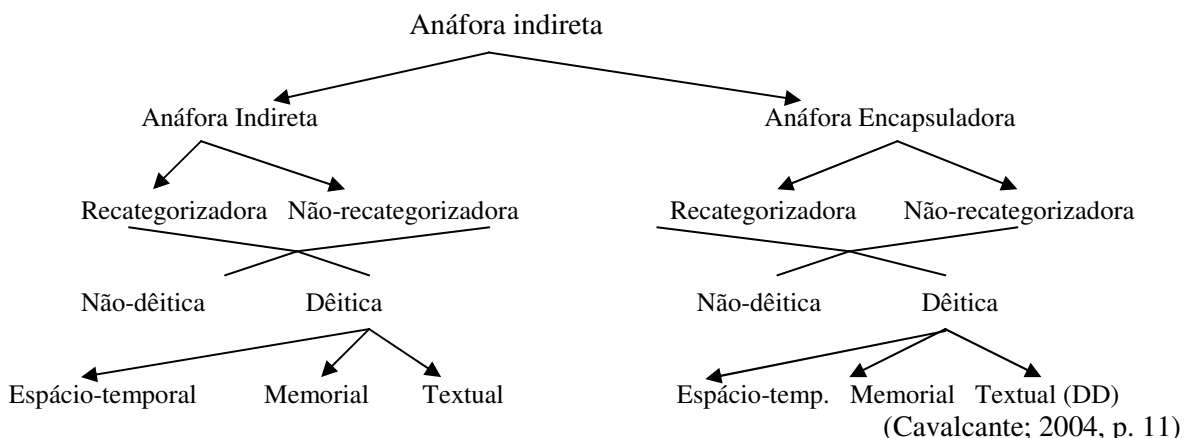 Anáfora indireta
Anáfora Indireta Anáfora Encapsuladora
Recategorizadora Não-recategorizadora Recategorizadora Não-recategorizadora
Não-dêitica Dêitica Não-dêitica Dêitica
Espácio-temporal Memorial Textual Espácio-temp. Memorial Textual (DD)
(Cavalcante; 2004, p. 11)